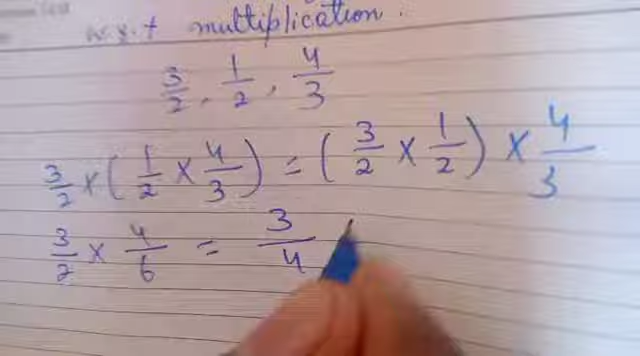 w.r.t multiplication.
3/2, 1/2, 4/3
3/2 × (1/2 × 4/3) = (3/2 × 1/2) × 4/3
3/2 × 4/6 = 3/4